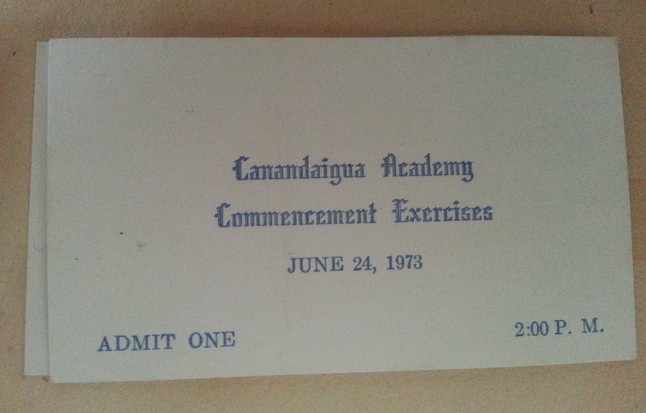 Canandaigua Academy
Commencement Exercises
JUNE 24, 1973
ADMIT ONE
2:00 P. M.